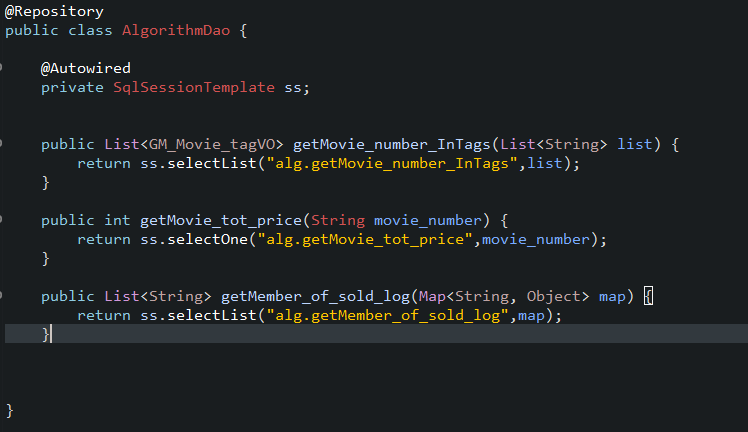 @Repository
public class AlgorithmDao {
@Autowired
private SqlSessionTemplate ss;
public List<GM_Movie_tagVO> getMovie_number_InTags(List<String> list) {
return ss.selectList("alg.getMovie_number_InTags",list);
}
public int getMovie_tot_price(String movie_number) {
return ss.selectOne("alg.getMovie_tot_price",movie_number);
}
public List<String> getMember_of_sold_log(Map<String, Object> map) {
return ss.selectList("alg.getMember_of_sold_log",map);
}
}